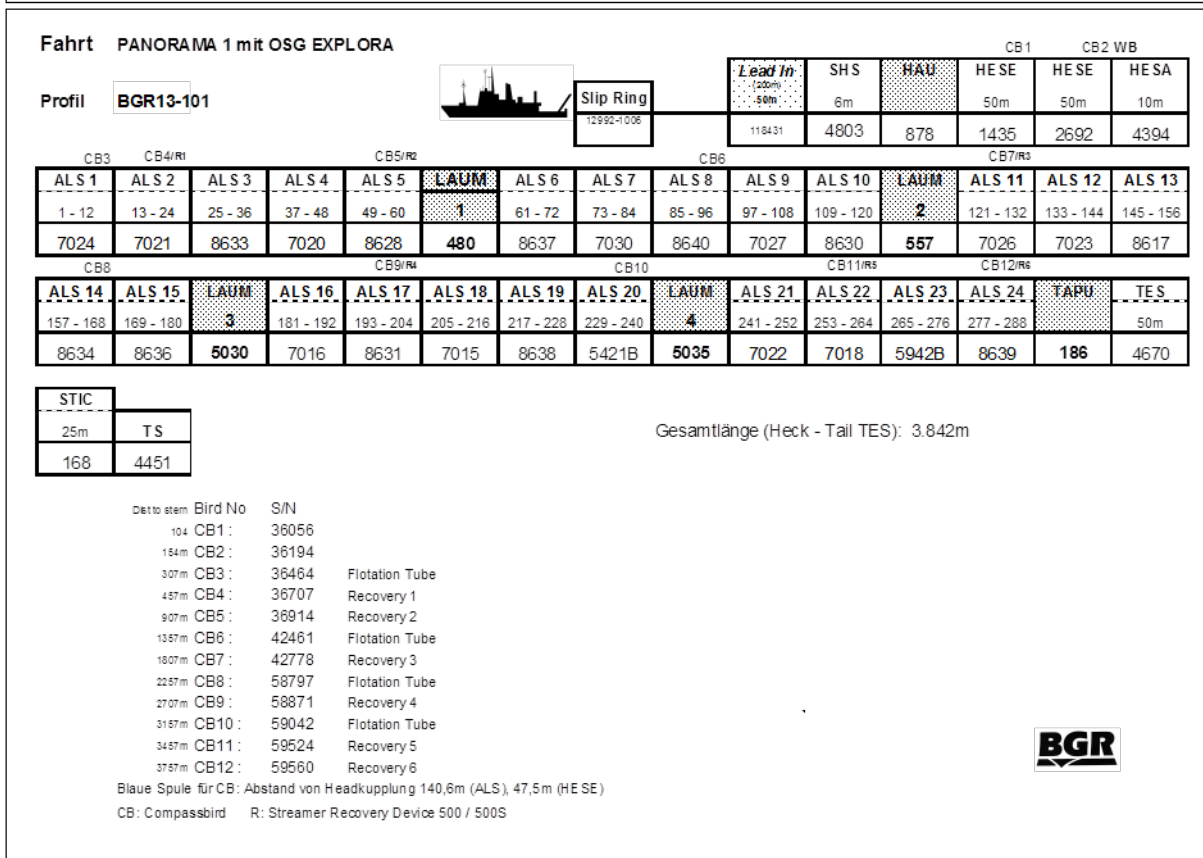 Fahrt PANORAMA 1 mit OSG EXPLORA
CB1 CB2 WB
Lead In SHS HAU HESE HESE HESA
(200m)
Profil BGR13-101 Slip Ring 50m 6m 50m 50m 10m
12992-1006 118431 4803 878 1435 2692 4394
CB3 CB4/R1 CB5/R2 CB6 CB7/R3
ALS 1 ALS 2 ALS 3 ALS 4 ALS 5 LAUM ALS 6 ALS 7 ALS 8 ALS 9 ALS 10 LAUM ALS 11 ALS 12 ALS 13
1 - 12 13 - 24 25 - 36 37 - 48 49 - 60 1 61 - 72 73 - 84 85 - 96 97 - 108 109 - 120 2 121 - 132 133 - 144 145 - 156
7024 7021 8633 7020 8628 480 8637 7030 8640 7027 8630 557 7026 7023 8617
CB8 CB9/R4 CB10 CB11/R5 CB12/R6
ALS 14 ALS 15 LAUM ALS 16 ALS 17 ALS 18 ALS 19 ALS 20 LAUM ALS 21 ALS 22 ALS 23 ALS 24 TAPU TES
157 - 168 169 - 180 3 181 - 192 193 - 204 205 - 216 217 - 228 229 - 240 4 241 - 252 253 - 264 265 - 276 277 - 288 50m
8634 8636 5030 7016 8631 7015 8638 5421B 5035 7022 7018 5942B 8639 186 4670
STIC
25m TS Gesamtlänge (Heck - Tail TES): 3.842m
168 4451
Dist to stern Bird No S/N
104 CB1 : 36056
154m CB2 : 36194
307m CB3 : 36464 Flotation Tube
457m CB4 : 36707 Recovery 1
907m CB5 : 36914 Recovery 2
1357m CB6 : 42461 Flotation Tube
1807m CB7 : 42778 Recovery 3
2257m CB8 : 58797 Flotation Tube
2707m CB9 : 58871 Recovery 4
3157m CB10 : 59042 Flotation Tube
3457m CB11 : 59524 Recovery 5
3757m CB12 : 59560 Recovery 6
BGR
Blaue Spule für CB: Abstand von Headkupplung 140,6m (ALS), 47,5m (HESE)
CB: Compassbird R: Streamer Recovery Device 500 / 500S